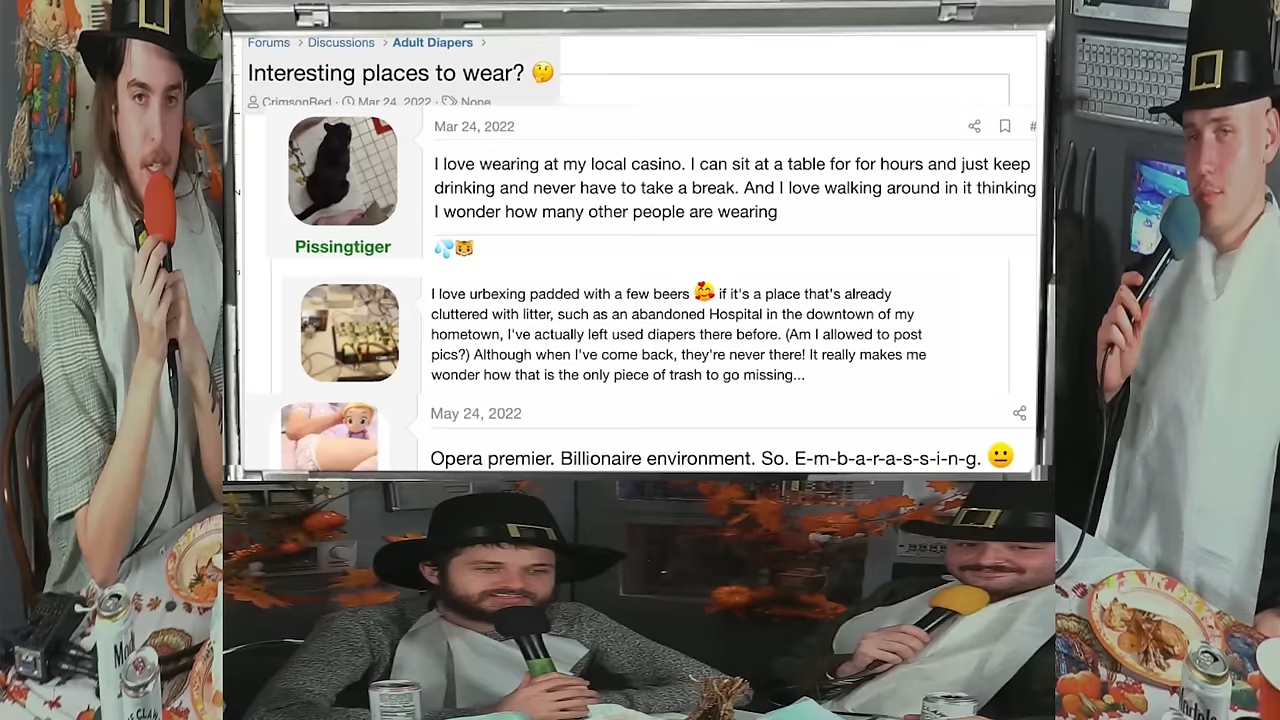 Forums > Discussions > Adult Diapers >
Interesting places to wear? 🤔
CrimsonRed · Mar 24, 2022 · None
Mar 24, 2022
#
I love wearing at my local casino. I can sit at a table for for hours and just keep
drinking and never have to take a break. And I love walking around in it thinking
I wonder how many other people are wearing
Pissingtiger
💦🐯
I love urbexing padded with a few beers 🥰 if it's a place that's already
cluttered with litter, such as an abandoned Hospital in the downtown of my
hometown, I've actually left used diapers there before. (Am I allowed to post
pics?) Although when I've come back, they're never there! It really makes me
wonder how that is the only piece of trash to go missing...
May 24, 2022
Opera premier. Billionaire environment. So. E-m-b-a-r-a-s-s-i-n-g. 😐